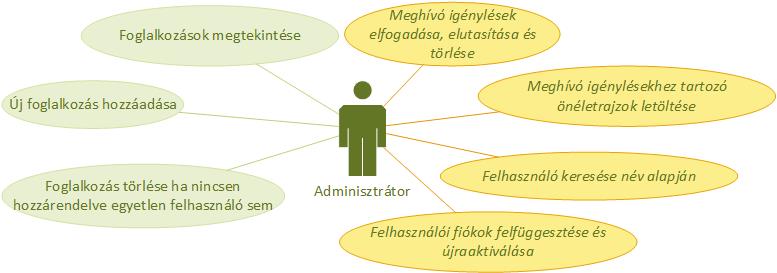 Foglalkozások megtekintése
Új foglalkozás hozzáadása
Foglalkozás törlése ha nincsen
hozzárendelve egyetlen felhasználó sem
Adminisztrátor
Meghívó igénylések
elfogadása, elutasítása és
törlése
Meghívó igénylésekhez tartozó
önéletrajzok letöltése
Felhasználó keresése név alapján
Felhasználói fiókok felfüggesztése és
újraaktiválása